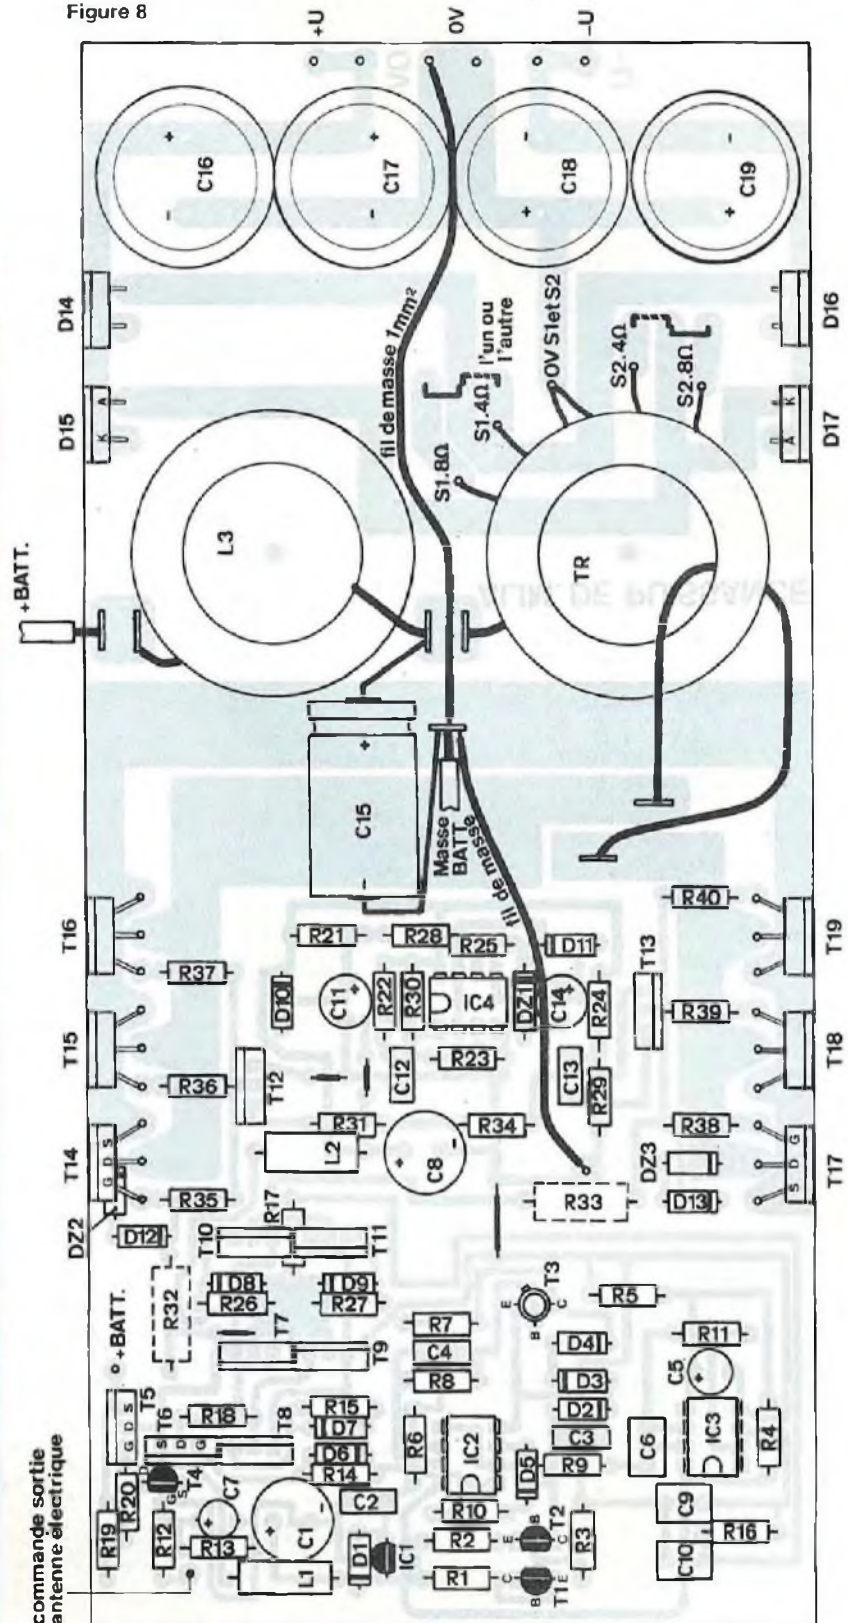 Figure 8
+U
0V
-U
C16
C17
C18
C19
D14
D16
fil de masse 1mm²
l'un ou
l'autre
0V S1 et S2
S1.4Ω
S2.4Ω
S2.8Ω
S1.8Ω
D15
K
A
D17
A
K
L3
TR
+BATT.
ALIM. DE PUISSANCE
C15
Masse
BATT.
fil de masse
T16
R21
R28
R25
D11
R40
T19
R37
D10
C11
R22
R30
IC4
DZ1
C14
R24
T13
R39
T15
R36
T12
C12
R23
C13
R29
T18
R31
L2
C8
R34
R38
DZ3
T14
G D S
R33
D13
T17
S D G
R35
DZ2
D12
T10
R17
T11
R32
D8
D9
R26
R27
T3
E
C
B
R5
+BATT.
T7
T9
R7
C4
R8
D4
R11
C5
D3
T5
G D S
T6
S D G
R18
T8
R15
D7
D6
R14
R6
IC2
D2
C3
R9
C6
IC3
R4
D5
R20
T4
D
G
S
C7
C1
C2
R10
C9
R19
R12
R13
D1
IC1
R2
T2
E
B
C
R3
R16
L1
R1
T1
C
B
E
C10
commande sortie
antenne électrique